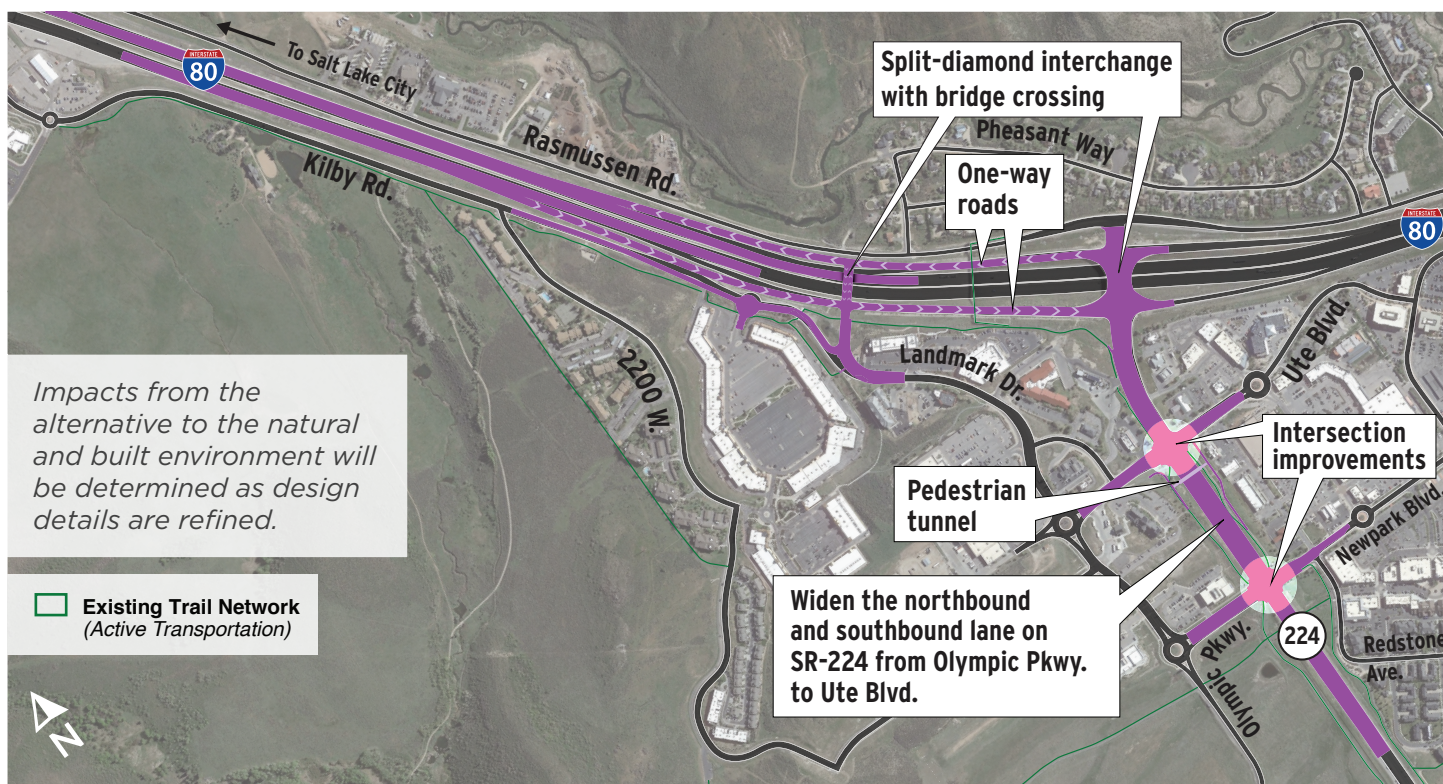 INTERSTATE
80
To Salt Lake City
Rasmussen Rd.
Kilby Rd.
Split-diamond interchange
with bridge crossing
Pheasant Way
One-way
roads
INTERSTATE
80
Ute Blvd.
Landmark Dr.
2200 W.
Impacts from the
alternative to the natural
and built environment will
be determined as design
details are refined.
Intersection
improvements
Pedestrian
tunnel
Newpark Blvd.
Widen the northbound
and southbound lane on
SR-224 from Olympic Pkwy.
to Ute Blvd.
Existing Trail Network
(Active Transportation)
Olympic Pkwy.
224
Redstone
Ave.
N